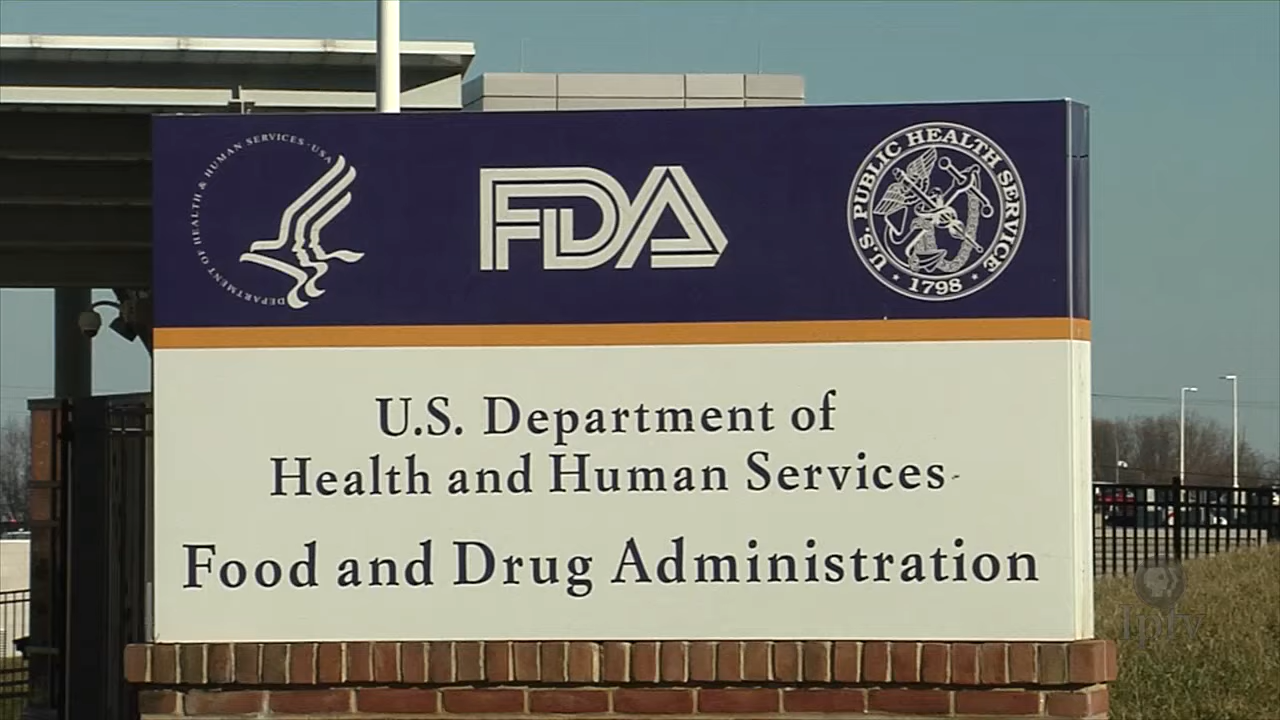 DEPARTMENT OF HEALTH & HUMAN SERVICES · USA
FDA
U.S. PUBLIC HEALTH SERVICE
1798
U.S. Department of
Health and Human Services
Food and Drug Administration
iptv